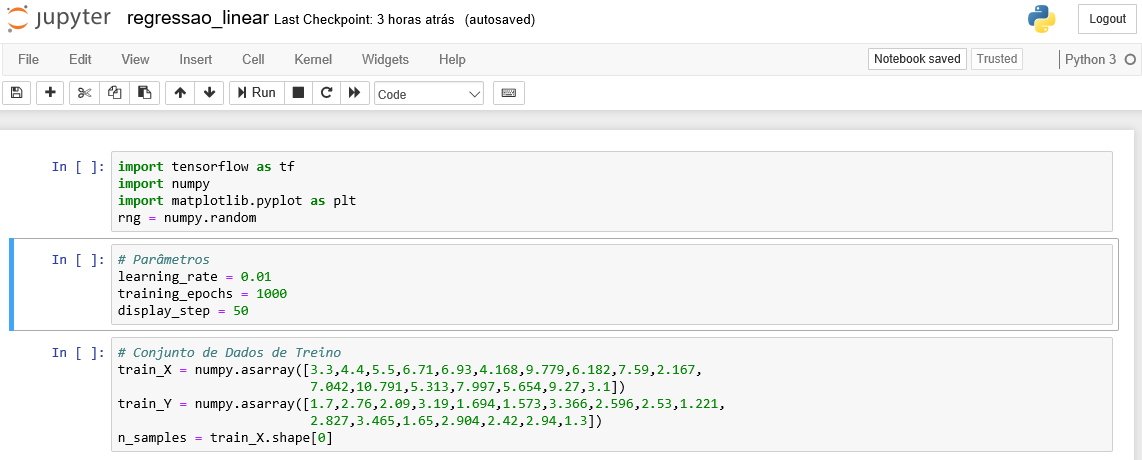 jupyter regressao_linear Last Checkpoint: 3 horas atrás (autosaved) Logout
File Edit View Insert Cell Kernel Widgets Help Notebook saved Trusted Python 3
Run Code
In [ ]: import tensorflow as tf
import numpy
import matplotlib.pyplot as plt
rng = numpy.random
In [ ]: # Parâmetros
learning_rate = 0.01
training_epochs = 1000
display_step = 50
In [ ]: # Conjunto de Dados de Treino
train_X = numpy.asarray([3.3,4.4,5.5,6.71,6.93,4.168,9.779,6.182,7.59,2.167,
7.042,10.791,5.313,7.997,5.654,9.27,3.1])
train_Y = numpy.asarray([1.7,2.76,2.09,3.19,1.694,1.573,3.366,2.596,2.53,1.221,
2.827,3.465,1.65,2.904,2.42,2.94,1.3])
n_samples = train_X.shape[0]